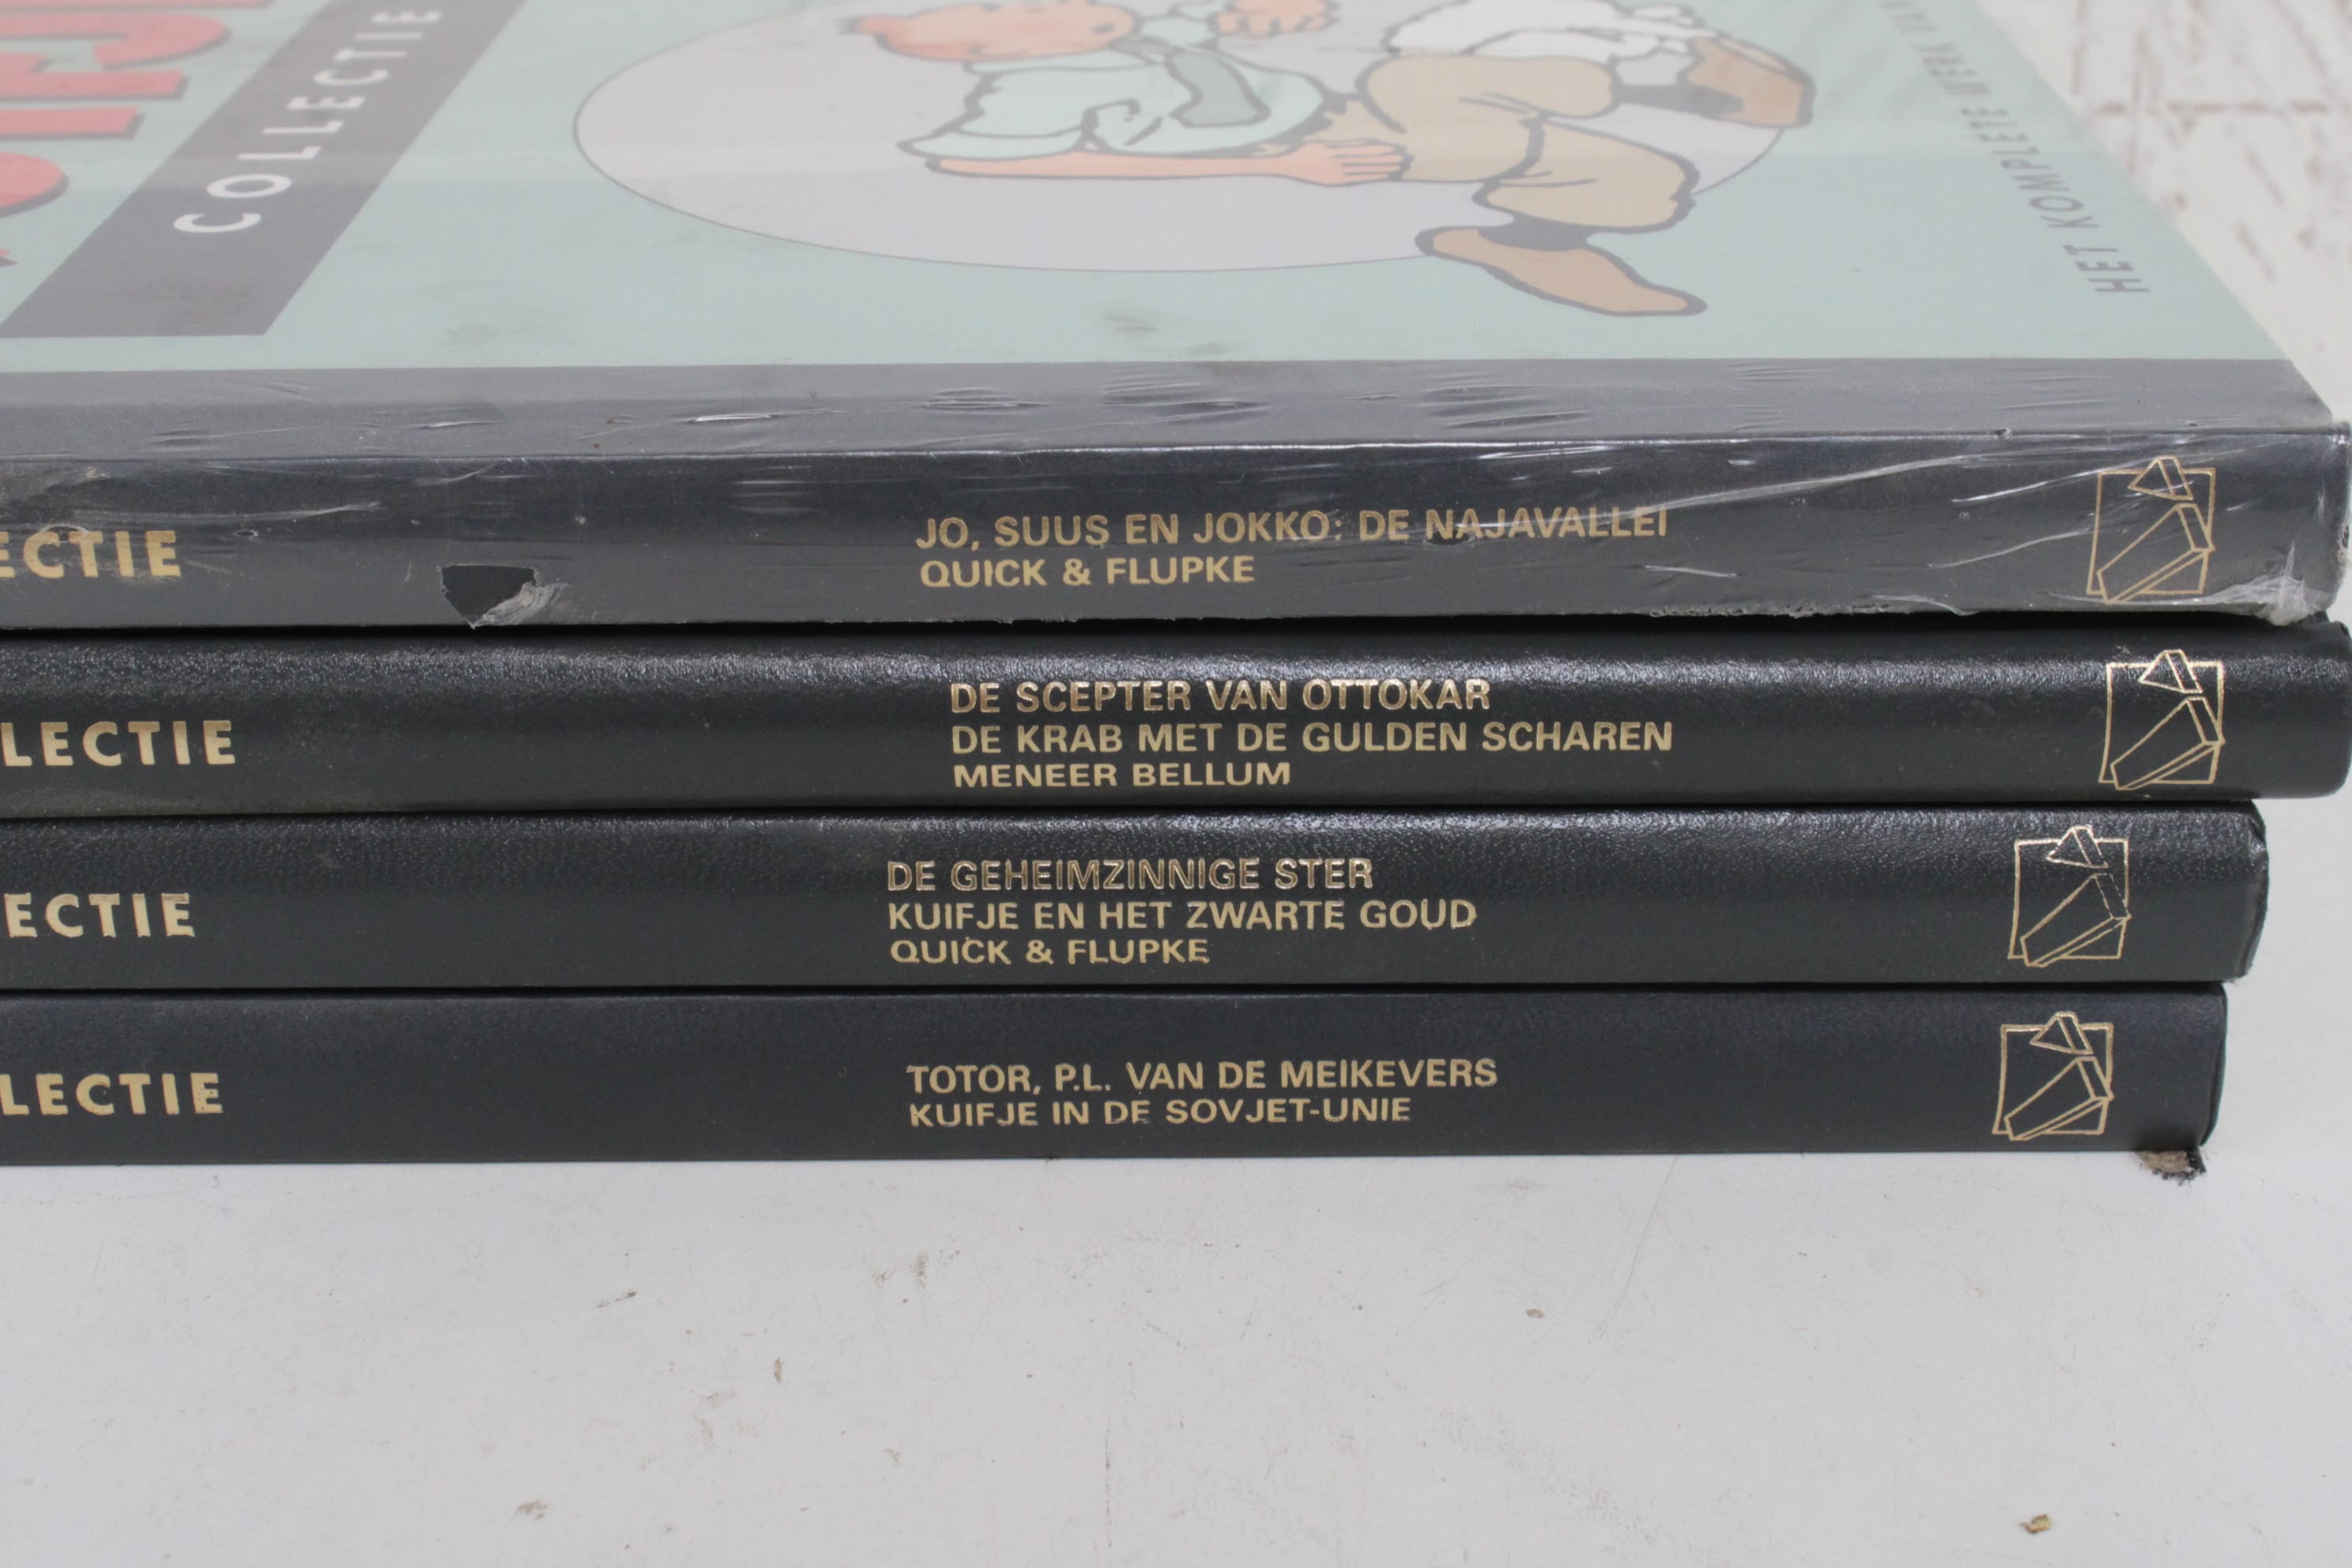 COLLECTIE
HET KOMPLETE WERK
ECTIE
JO, SUUS EN JOKKO: DE NAJAVALLEI
QUICK & FLUPKE
LECTIE
DE SCEPTER VAN OTTOKAR
DE KRAB MET DE GULDEN SCHAREN
MENEER BELLUM
ECTIE
DE GEHEIMZINNIGE STER
KUIFJE EN HET ZWARTE GOUD
QUICK & FLUPKE
LECTIE
TOTOR, P.L. VAN DE MEIKEVERS
KUIFJE IN DE SOVJET-UNIE